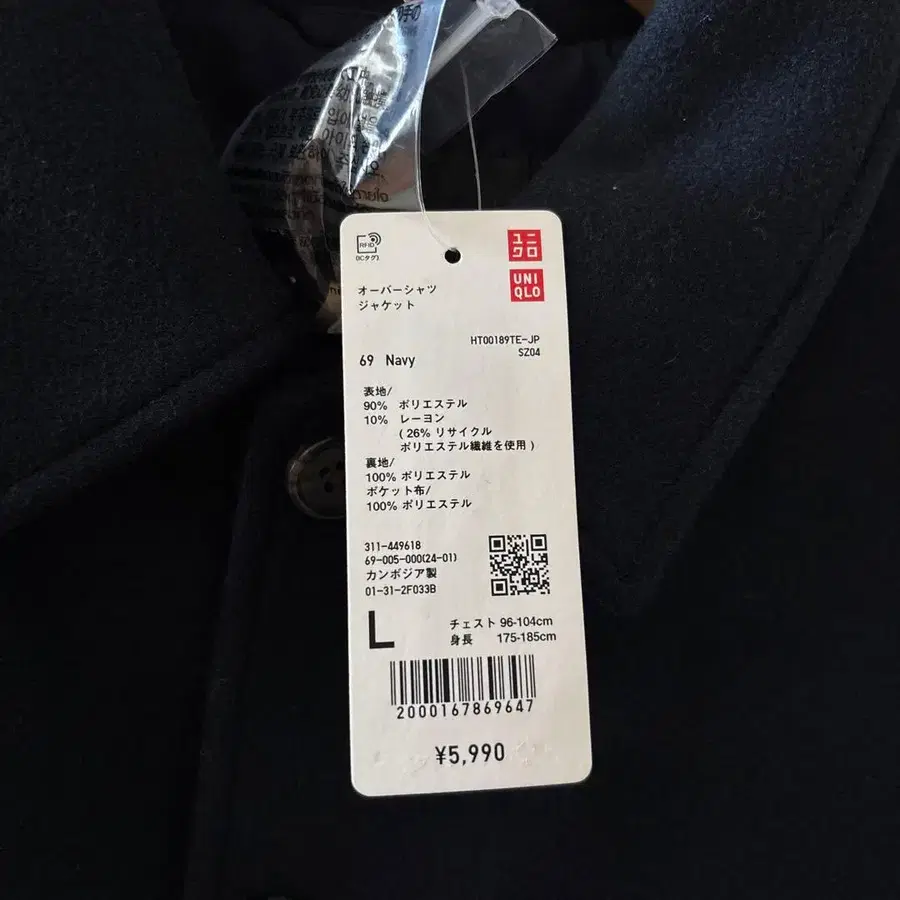 RFID
(ICタグ)
ユニ
クロ
UNI
QLO
オーバーシャツ
ジャケット
HT00189TE-JP
SZ04
69 Navy
表地/
90% ポリエステル
10% レーヨン
( 26% リサイクル
ポリエステル繊維を使用 )
裏地/
100% ポリエステル
ポケット布/
100% ポリエステル
311-449618
69-005-000(24-01)
カンボジア製
01-31-2F033B
L
チェスト 96-104cm
身長 175-185cm
2000167869647
¥5,990